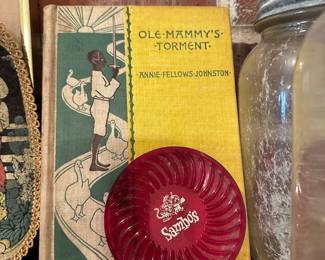 OLE·MAMMY'S·
TORMENT·
·ANNIE·FELLOWS·JOHNSTON·
Sambo's